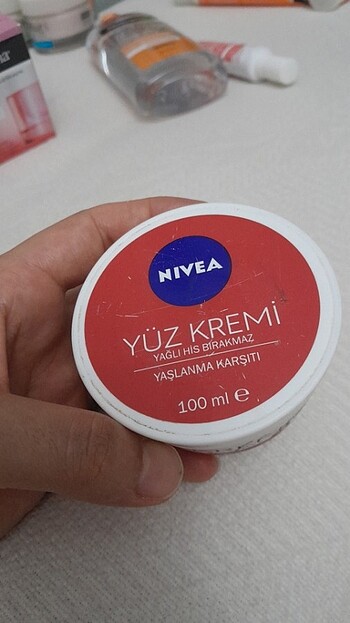 NIVEA
YÜZ KREMİ
YAĞLI HİS BIRAKMAZ
YAŞLANMA KARŞITI
100 ml e